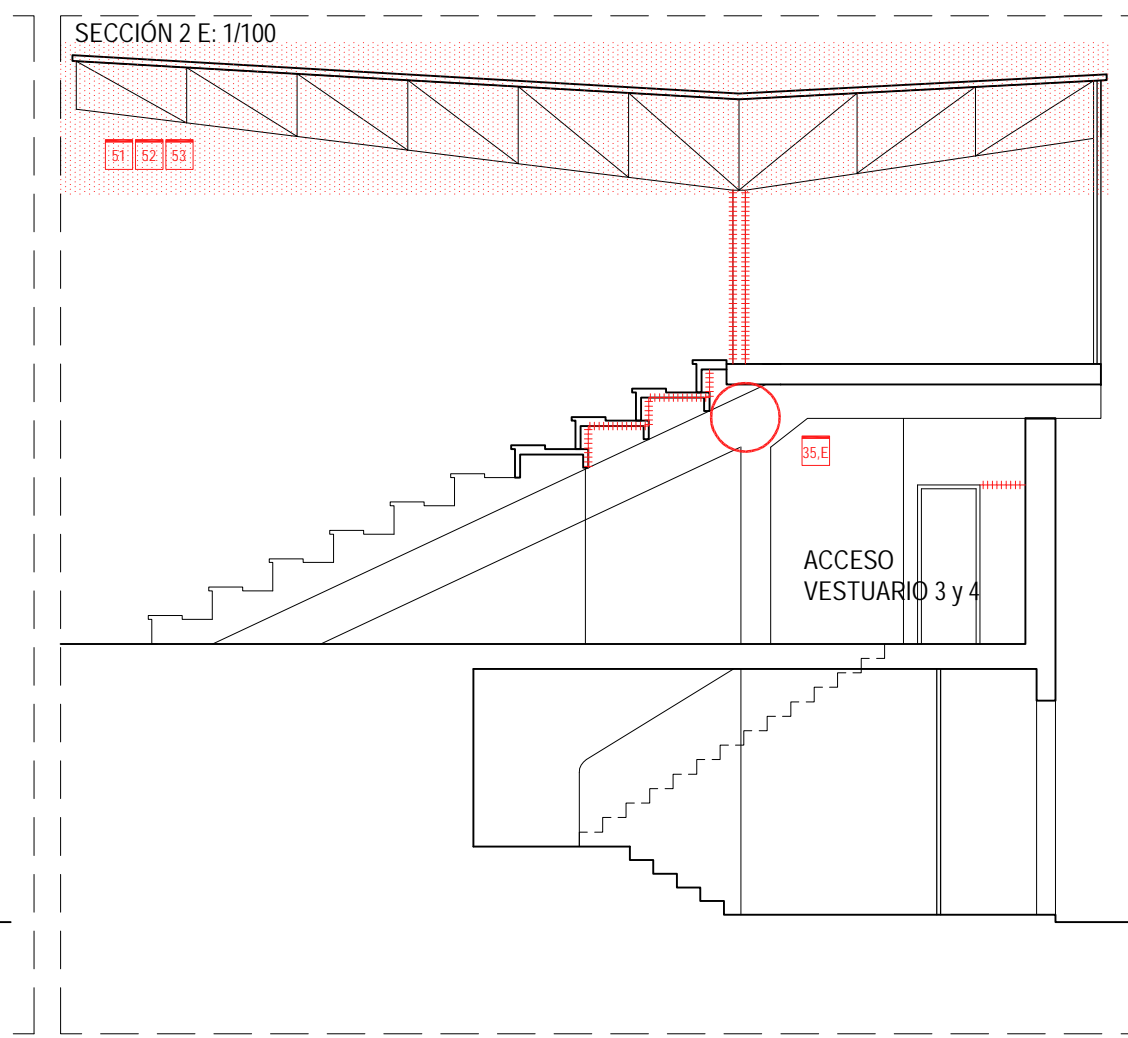 SECCIÓN 2 E: 1/100
51 52 53
35,E
ACCESO
VESTUARIO 3 y 4